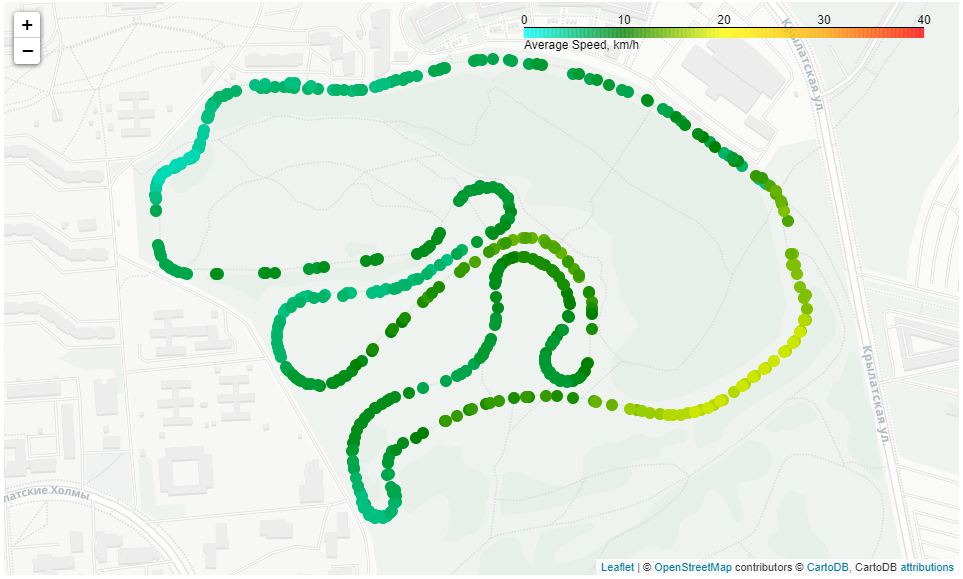 +
−
0 10 20 30 40
Average Speed, km/h
Крылатская ул.
Крылатская ул.
латские Холмы
Leaflet | © OpenStreetMap contributors © CartoDB, CartoDB attributions